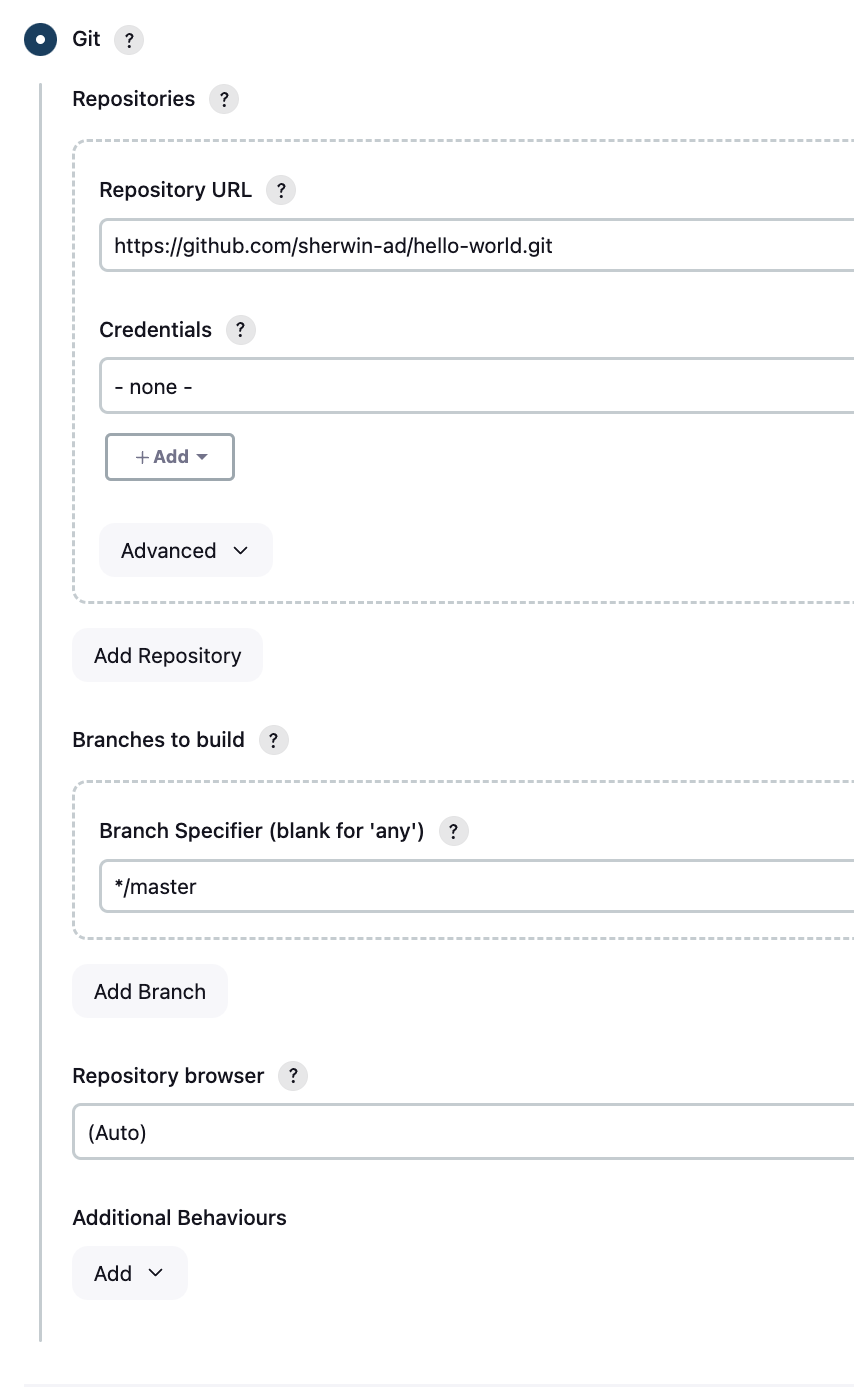 Git ?
Repositories ?
Repository URL ?
https://github.com/sherwin-ad/hello-world.git
Credentials ?
- none -
+ Add
Advanced
Add Repository
Branches to build ?
Branch Specifier (blank for 'any') ?
*/master
Add Branch
Repository browser ?
(Auto)
Additional Behaviours
Add